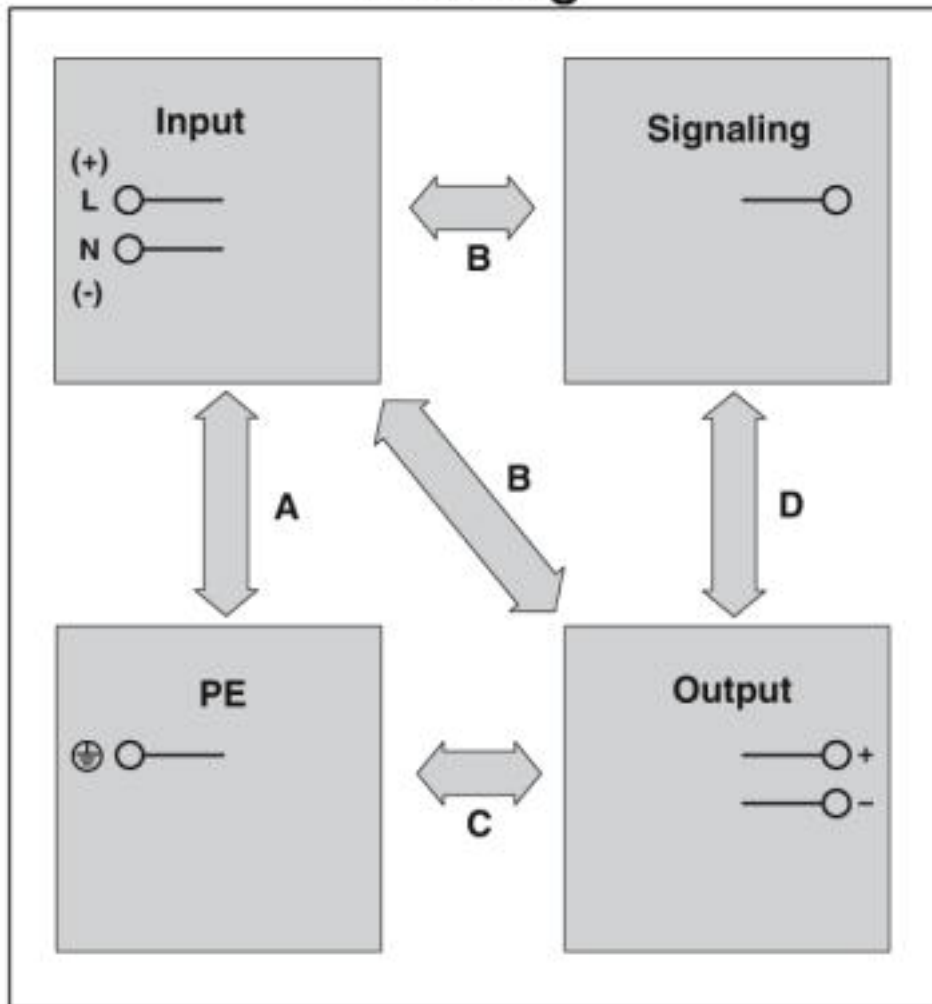 Input
(+)
L
N
(-)
Signaling
B
A
B
D
PE
Output
+
–
C